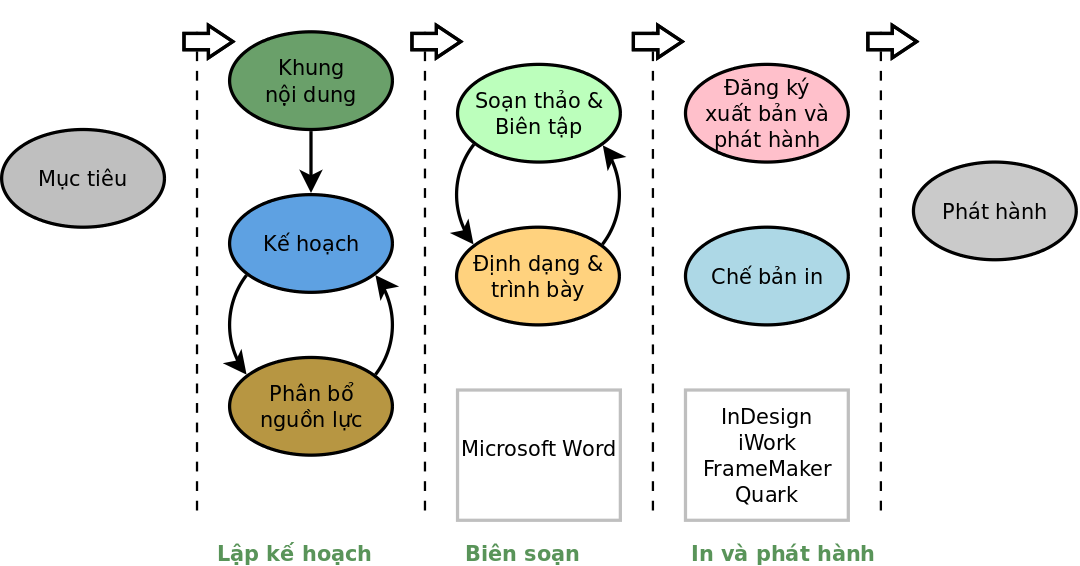 Mục tiêu
Khung
nội dung
Kế hoạch
Phân bổ
nguồn lực
Lập kế hoạch
Soạn thảo &
Biên tập
Định dạng &
trình bày
Microsoft Word
Biên soạn
Đăng ký
xuất bản và
phát hành
Chế bản in
InDesign
iWork
FrameMaker
Quark
In và phát hành
Phát hành